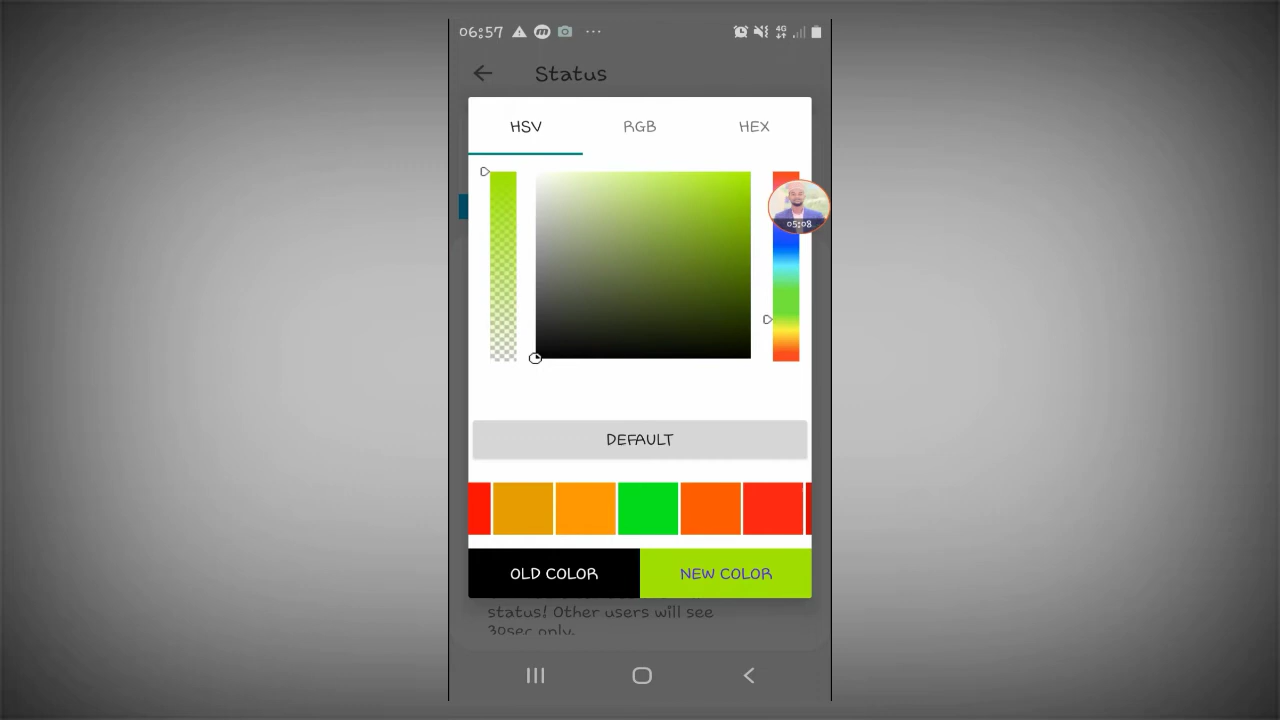 06:57
4G
Status
HSV RGB HEX
05:08
DEFAULT
OLD COLOR NEW COLOR
status! Other users will see
30sec only.